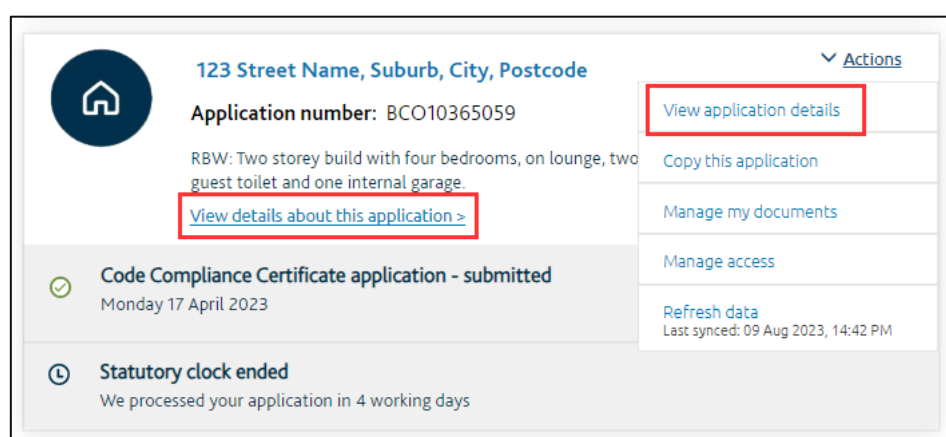 123 Street Name, Suburb, City, Postcode
Actions
Application number: BCO10365059
View application details
RBW: Two storey build with four bedrooms, on lounge, two
guest toilet and one internal garage.
Copy this application
View details about this application >
Manage my documents
Manage access
Code Compliance Certificate application - submitted
Monday 17 April 2023
Refresh data
Last synced: 09 Aug 2023, 14:42 PM
Statutory clock ended
We processed your application in 4 working days